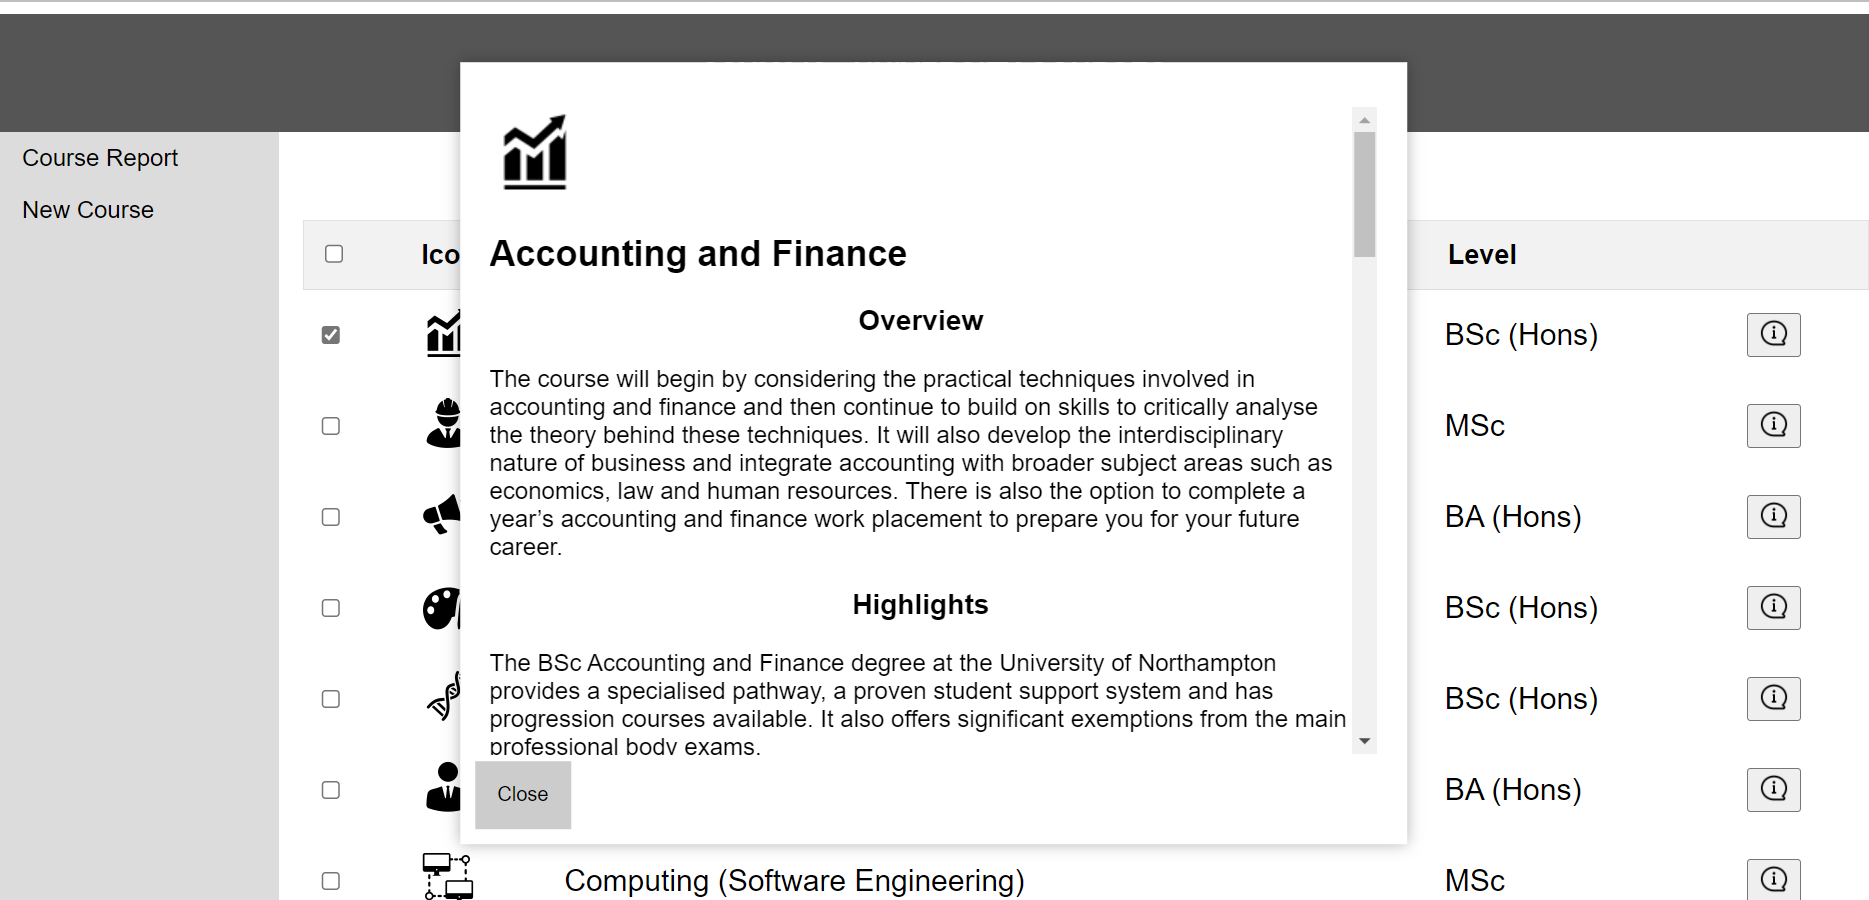 Course Report
New Course
Ico
Level
Accounting and Finance
Overview
The course will begin by considering the practical techniques involved in
accounting and finance and then continue to build on skills to critically analyse
the theory behind these techniques. It will also develop the interdisciplinary
nature of business and integrate accounting with broader subject areas such as
economics, law and human resources. There is also the option to complete a
year’s accounting and finance work placement to prepare you for your future
career.
Highlights
The BSc Accounting and Finance degree at the University of Northampton
provides a specialised pathway, a proven student support system and has
progression courses available. It also offers significant exemptions from the main
professional body exams.
Close
BSc (Hons)
MSc
BA (Hons)
BSc (Hons)
BSc (Hons)
BA (Hons)
Computing (Software Engineering) MSc